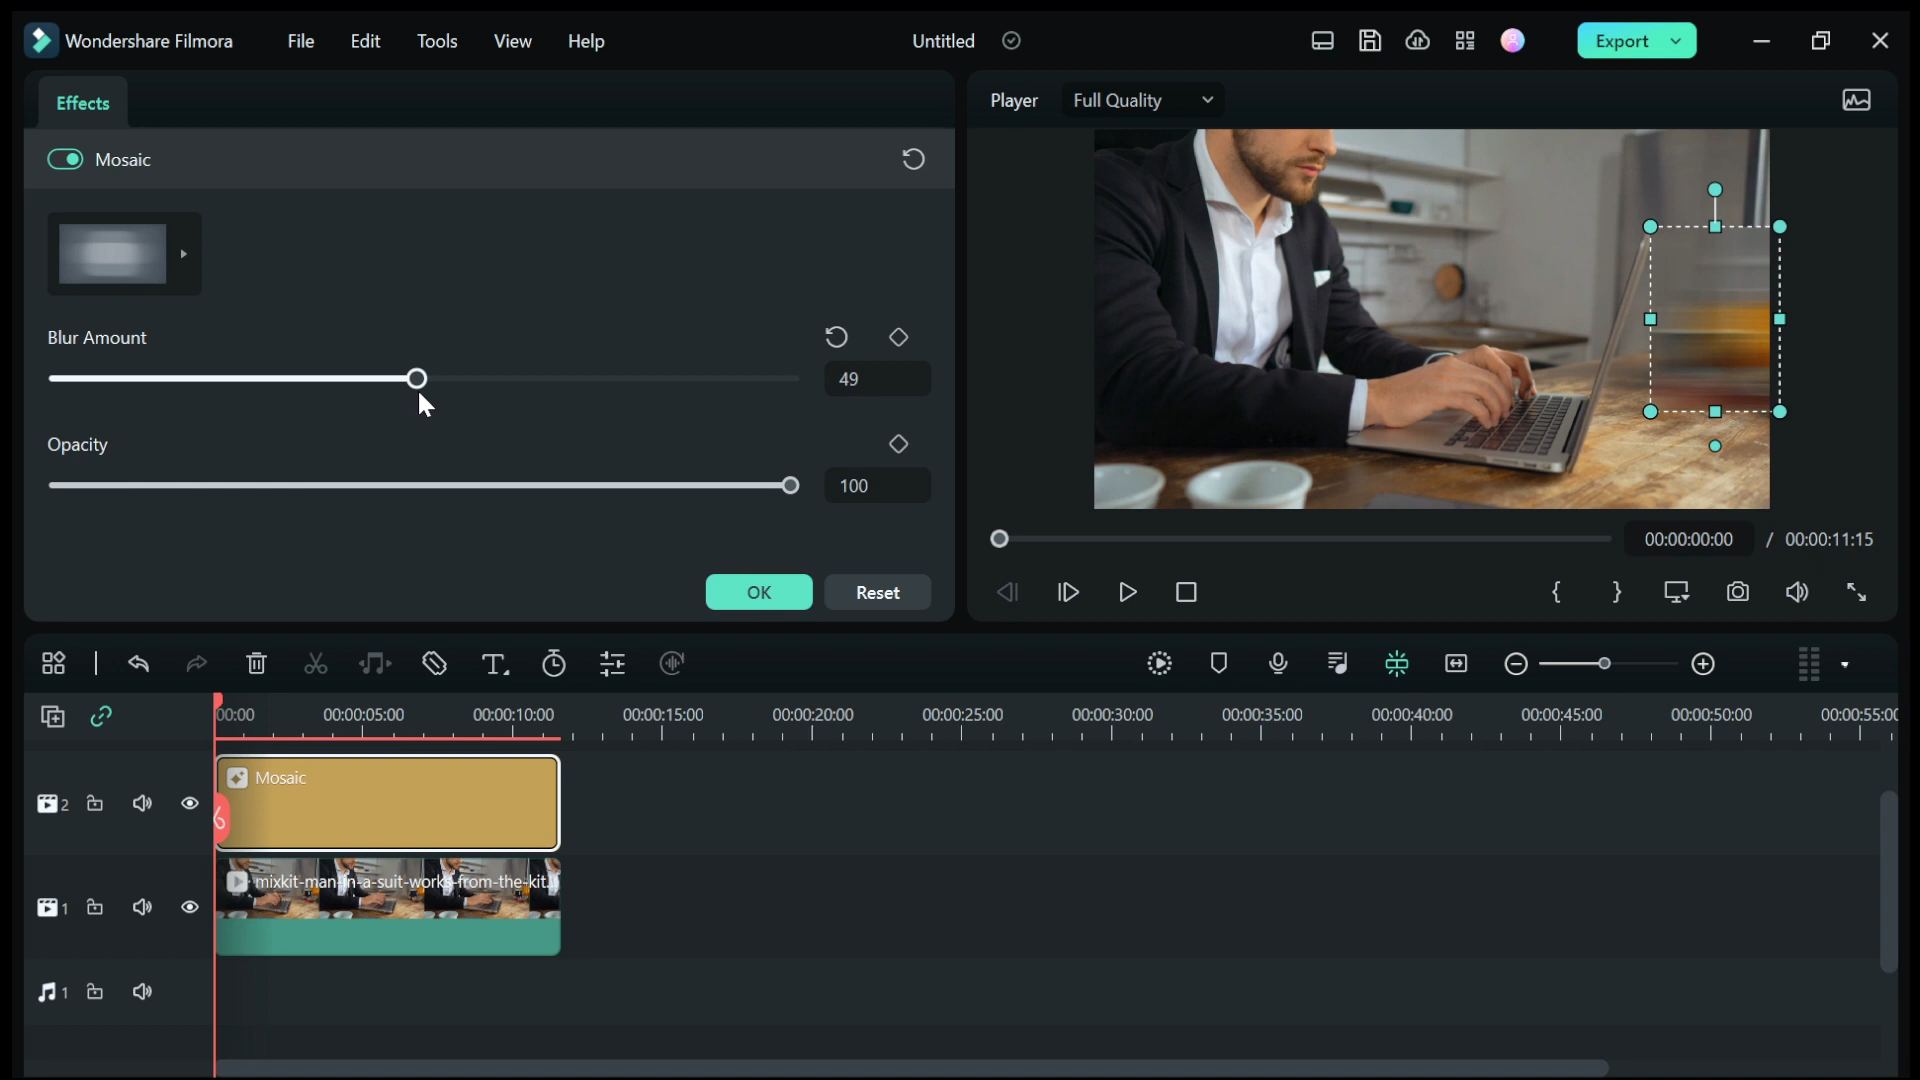 Wondershare Filmora
File
Edit
Tools
View
Help
Untitled
Export
Effects
Player
Full Quality
Mosaic
Blur Amount
49
Opacity
100
OK
Reset
00:00:00:00
/ 00:00:11:15
00:00
00:00:05:00
00:00:10:00
00:00:15:00
00:00:20:00
00:00:25:00
00:00:30:00
00:00:35:00
00:00:40:00
00:00:45:00
00:00:50:00
00:00:55:00
Mosaic
2
mixkit-man-in-a-suit-works-from-the-kit...
1
1